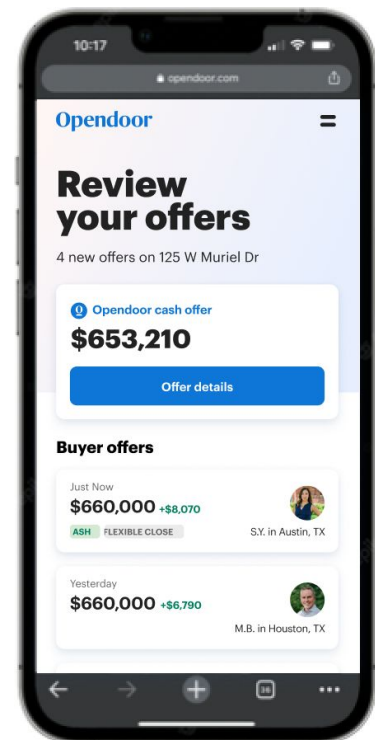 10:17
opendoor.com
Opendoor
Review
your offers
4 new offers on 125 W Muriel Dr
Opendoor cash offer
$653,210
Offer details
Buyer offers
Just Now
$660,000 +$8,070
ASH FLEXIBLE CLOSE
S.Y. in Austin, TX
Yesterday
$660,000 +$6,790
M.B. in Houston, TX
36